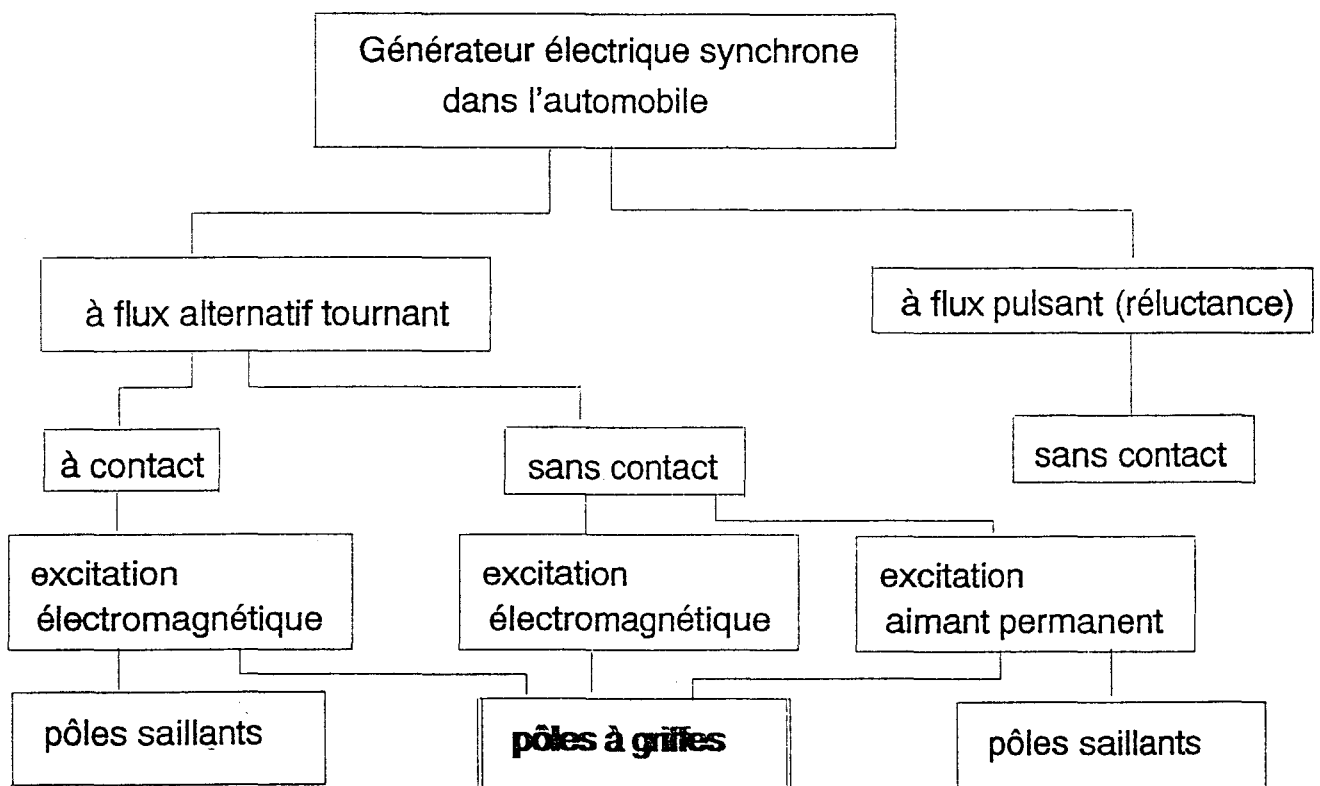 Générateur électrique synchrone
dans l'automobile
à flux alternatif tournant
à flux pulsant (réluctance)
à contact
sans contact
sans contact
excitation
électromagnétique
excitation
électromagnétique
excitation
aimant permanent
pôles saillants
pôles à griffes
pôles saillants